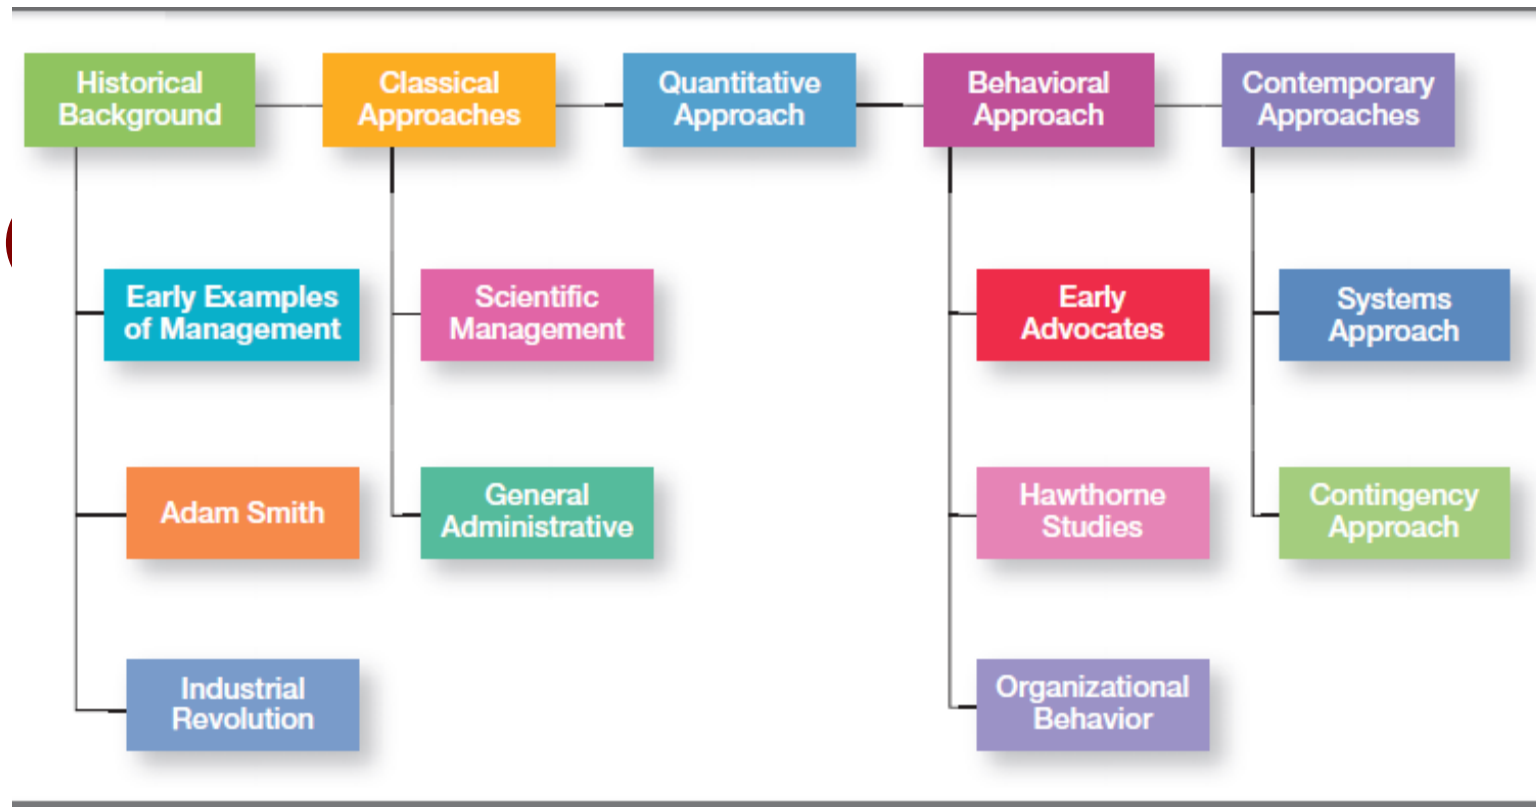 Historical
Background
Classical
Approaches
Quantitative
Approach
Behavioral
Approach
Contemporary
Approaches
Early Examples
of Management
Scientific
Management
Early
Advocates
Systems
Approach
Adam Smith
General
Administrative
Hawthorne
Studies
Contingency
Approach
Industrial
Revolution
Organizational
Behavior